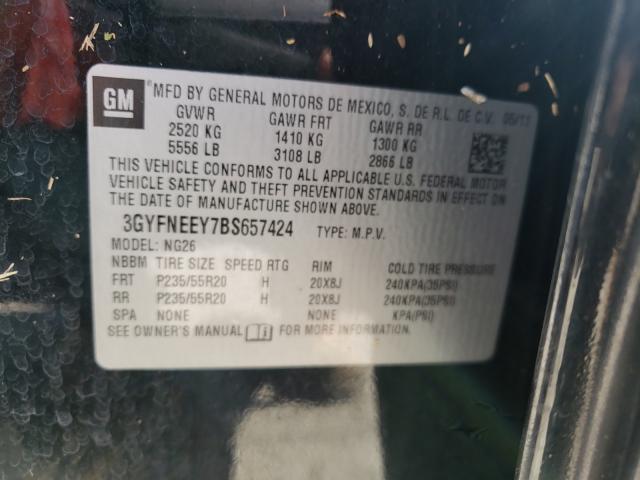 GM MFD BY GENERAL MOTORS DE MEXICO, S. DE R.L. DE C.V. 05/11
GVWR GAWR FRT GAWR RR
2520 KG 1410 KG 1300 KG
5556 LB 3108 LB 2866 LB
THIS VEHICLE CONFORMS TO ALL APPLICABLE U.S. FEDERAL MOTOR
VEHICLE SAFETY AND THEFT PREVENTION STANDARDS IN EFFECT ON
THE DATE OF MANUFACTURE SHOWN ABOVE.
3GYFNEEY7BS657424 TYPE: M.P.V.
MODEL: NG26
NBBM TIRE SIZE SPEED RTG RIM COLD TIRE PRESSURE
FRT P235/55R20 H 20X8J 240KPA(35PSI)
RR P235/55R20 H 20X8J 240KPA(35PSI)
SPA NONE NONE KPA(PSI)
SEE OWNER'S MANUAL FOR MORE INFORMATION.